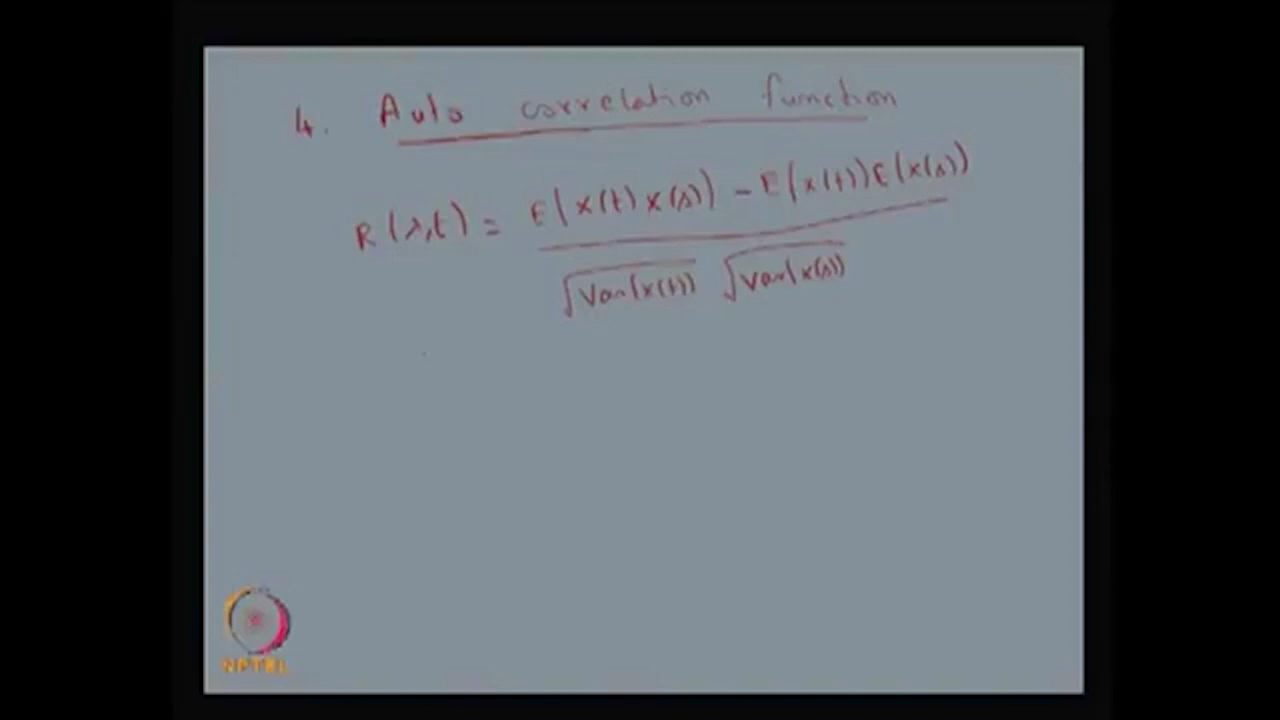 4. Auto correlation function
R(s,t) = E(X(t) X(s)) - E(X(t)) E(X(s))
√Var(X(t)) √Var(X(s))
NPTEL